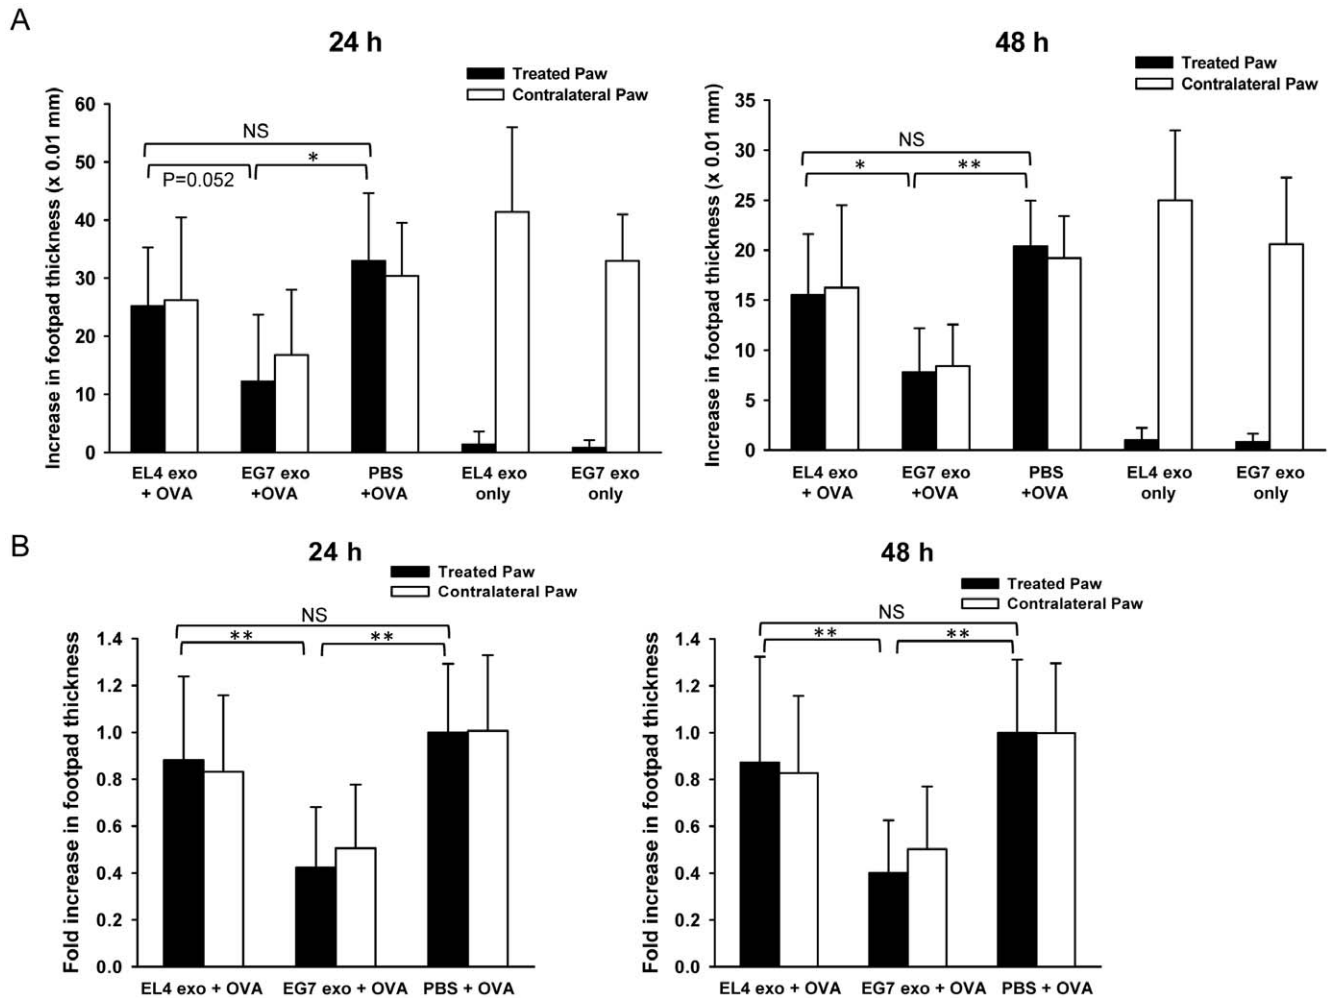 A
24 h
Treated Paw
Contralateral Paw
Increase in footpad thickness (x 0.01 mm)
60
50
40
30
20
10
0
NS
*
P=0.052
EL4 exo
+ OVA
EG7 exo
+OVA
PBS
+OVA
EL4 exo
only
EG7 exo
only
48 h
Treated Paw
Contralateral Paw
Increase in footpad thickness (x 0.01 mm)
35
30
25
20
15
10
5
0
NS
*
**
EL4 exo
+ OVA
EG7 exo
+OVA
PBS
+OVA
EL4 exo
only
EG7 exo
only
B
24 h
Treated Paw
Contralateral Paw
Fold increase in footpad thickness
1.4
1.2
1.0
0.8
0.6
0.4
0.2
0.0
NS
**
**
EL4 exo + OVA
EG7 exo + OVA
PBS + OVA
48 h
Treated Paw
Contralateral Paw
Fold increase in footpad thickness
1.4
1.2
1.0
0.8
0.6
0.4
0.2
0.0
NS
**
**
EL4 exo + OVA
EG7 exo + OVA
PBS + OVA